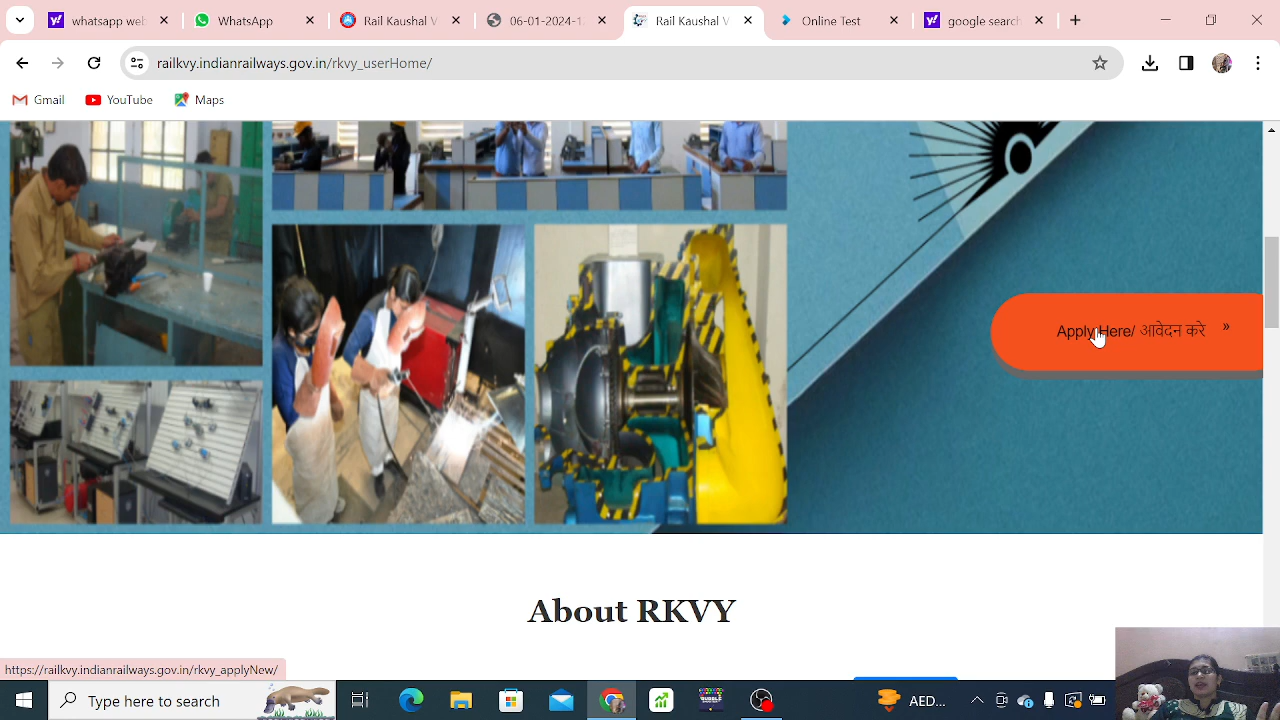 whatsapp web
WhatsApp
Rail Kaushal V
06-01-2024-1
Rail Kaushal V
Online Test
google search
railkvy.indianrailways.gov.in/rkvy_userHome/
Gmail
YouTube
Maps
Apply Here/ आवेदन करे »
About RKVY
https://railkvy.indianrailways.gov.in/rkvy_applyNew/
Type here to search
AED...